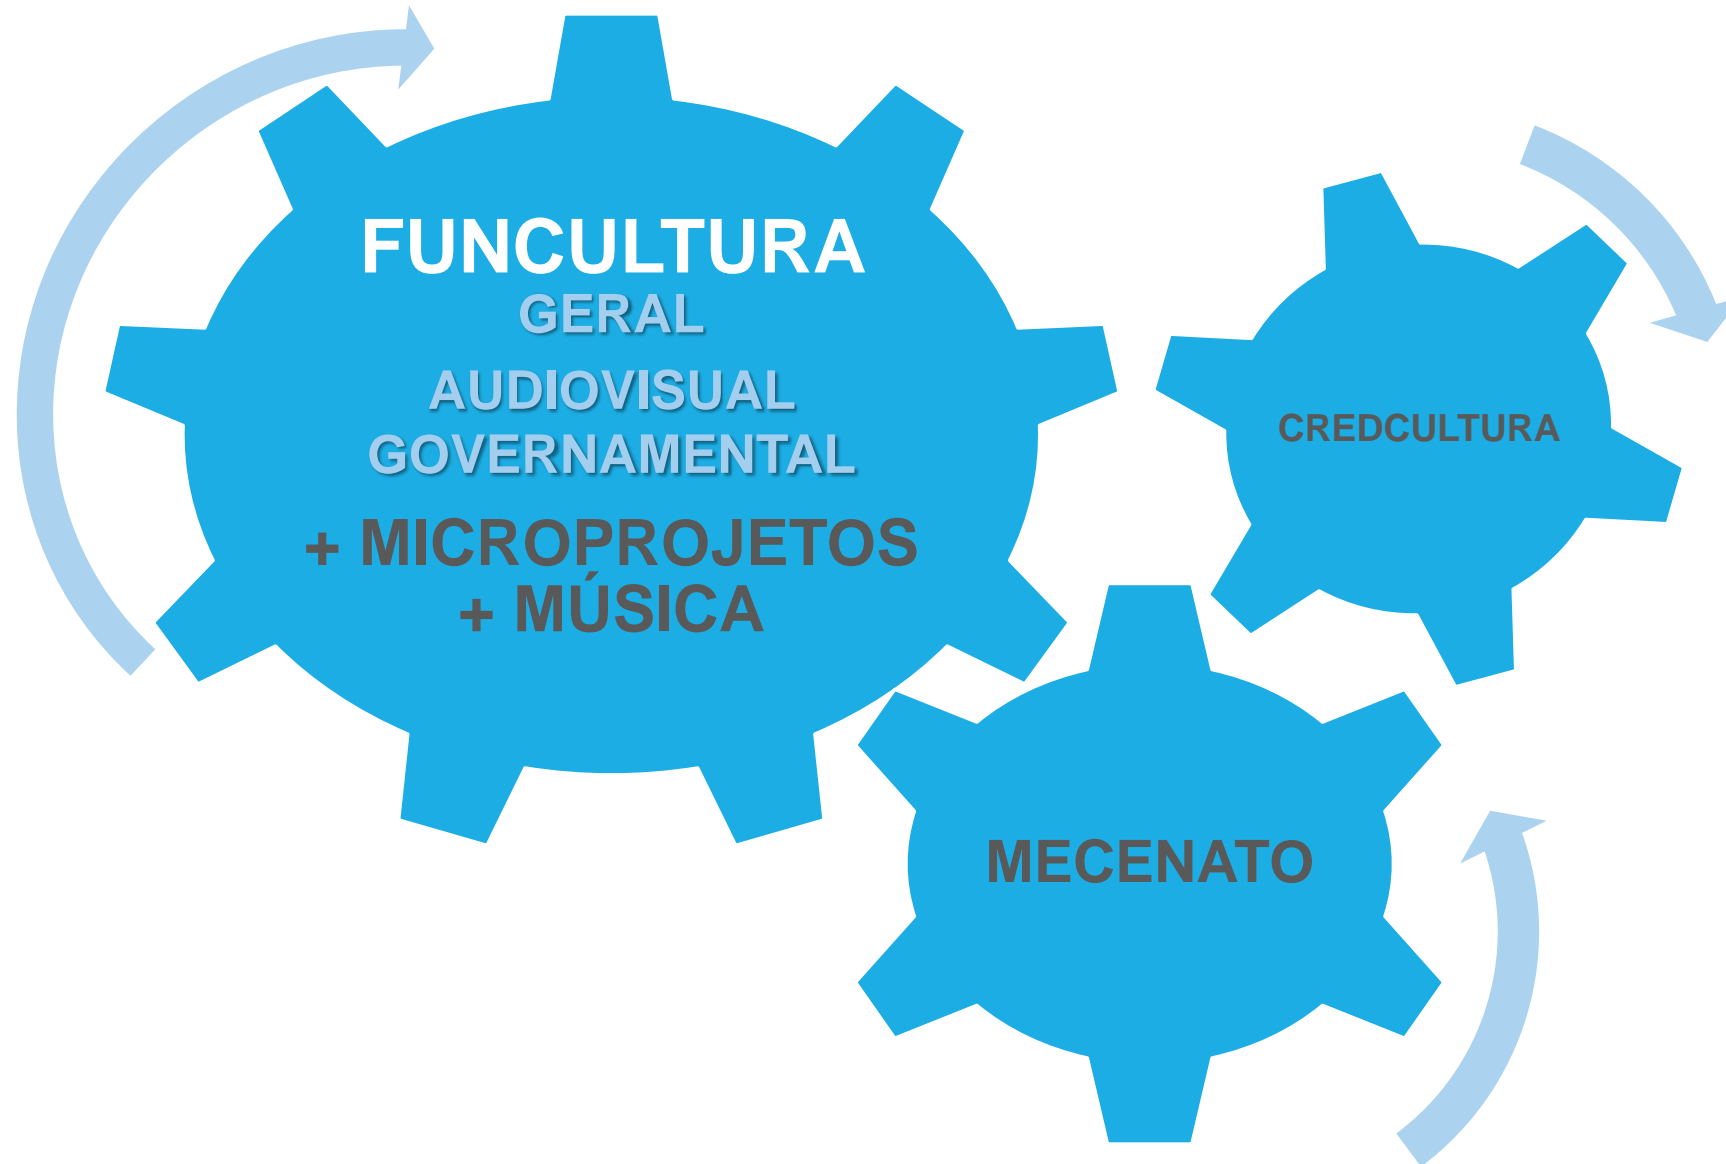 FUNCULTURA
GERAL
AUDIOVISUAL
GOVERNAMENTAL
+ MICROPROJETOS
+ MÚSICA
CREDCULTURA
MECENATO